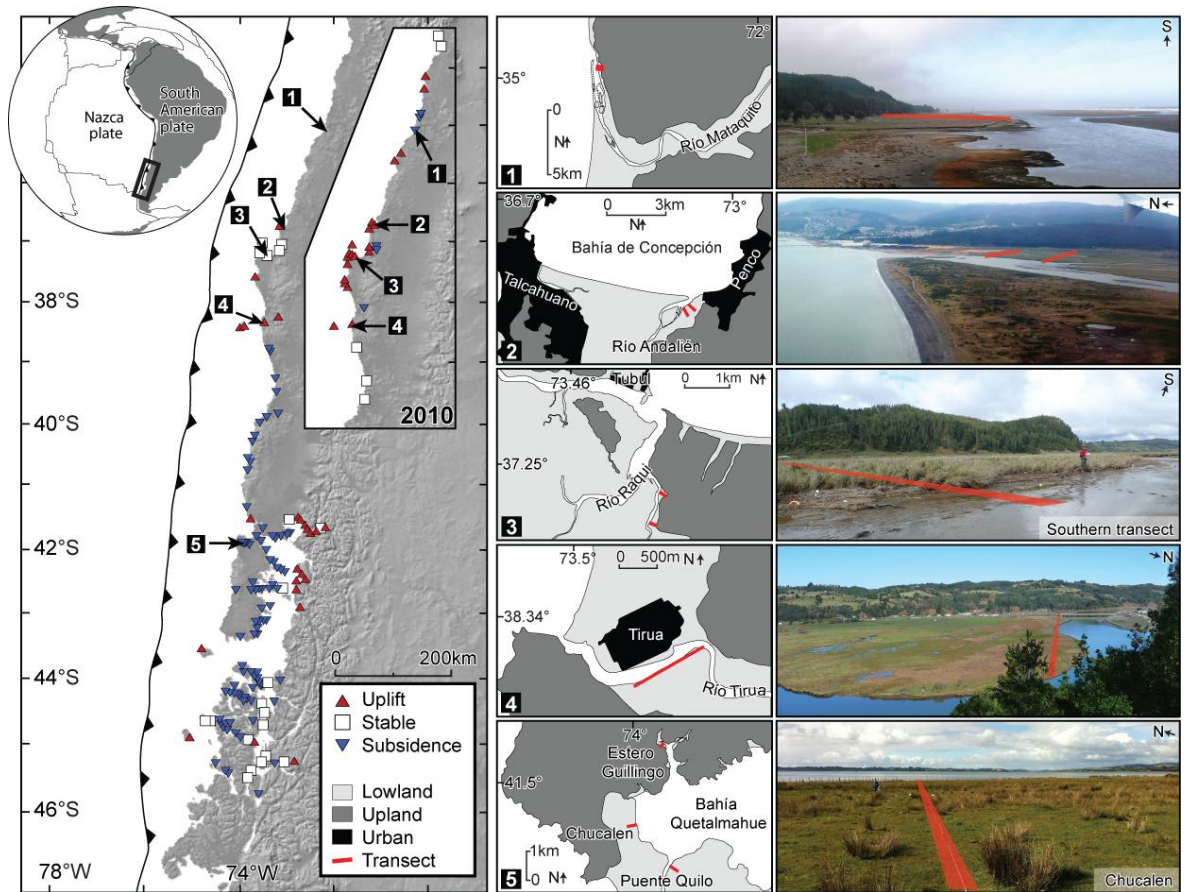 Nazca
plate
South
American
plate
1
2
3
4
5
1
2
3
4
2010
38°S
40°S
42°S
44°S
46°S
78°W
74°W
0
200km
Uplift
Stable
Subsidence
Lowland
Upland
Urban
Transect
72°
35°
0
N
5km
Río Mataquito
1
S
36.7°
0
3km
73°
N
Bahía de Concepción
Talcahuano
Penco
Río Andalién
2
N
73.46°
Tubul
0
1km
N
37.25°
Río Raqui
3
S
Southern transect
73.5°
0
500m
N
38.34°
Tirua
Río Tirua
4
N
74°
Estero
Guillingo
41.5°
Bahía
Quetalmahue
Chucalen
1km
0
N
Puente Quilo
5
N
Chucalen